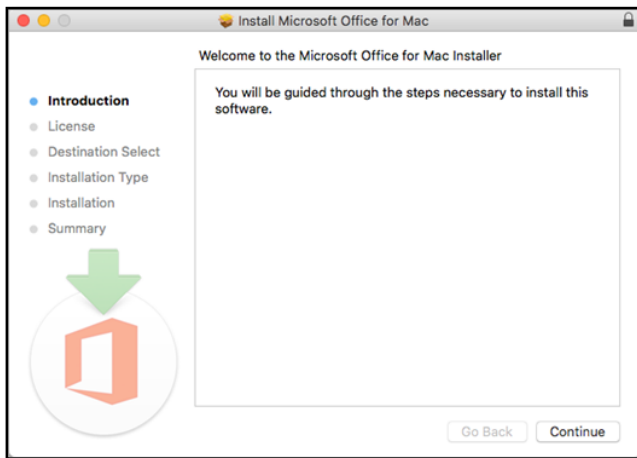 Install Microsoft Office for Mac
Welcome to the Microsoft Office for Mac Installer
Introduction
License
Destination Select
Installation Type
Installation
Summary
You will be guided through the steps necessary to install this
software.
Go Back
Continue